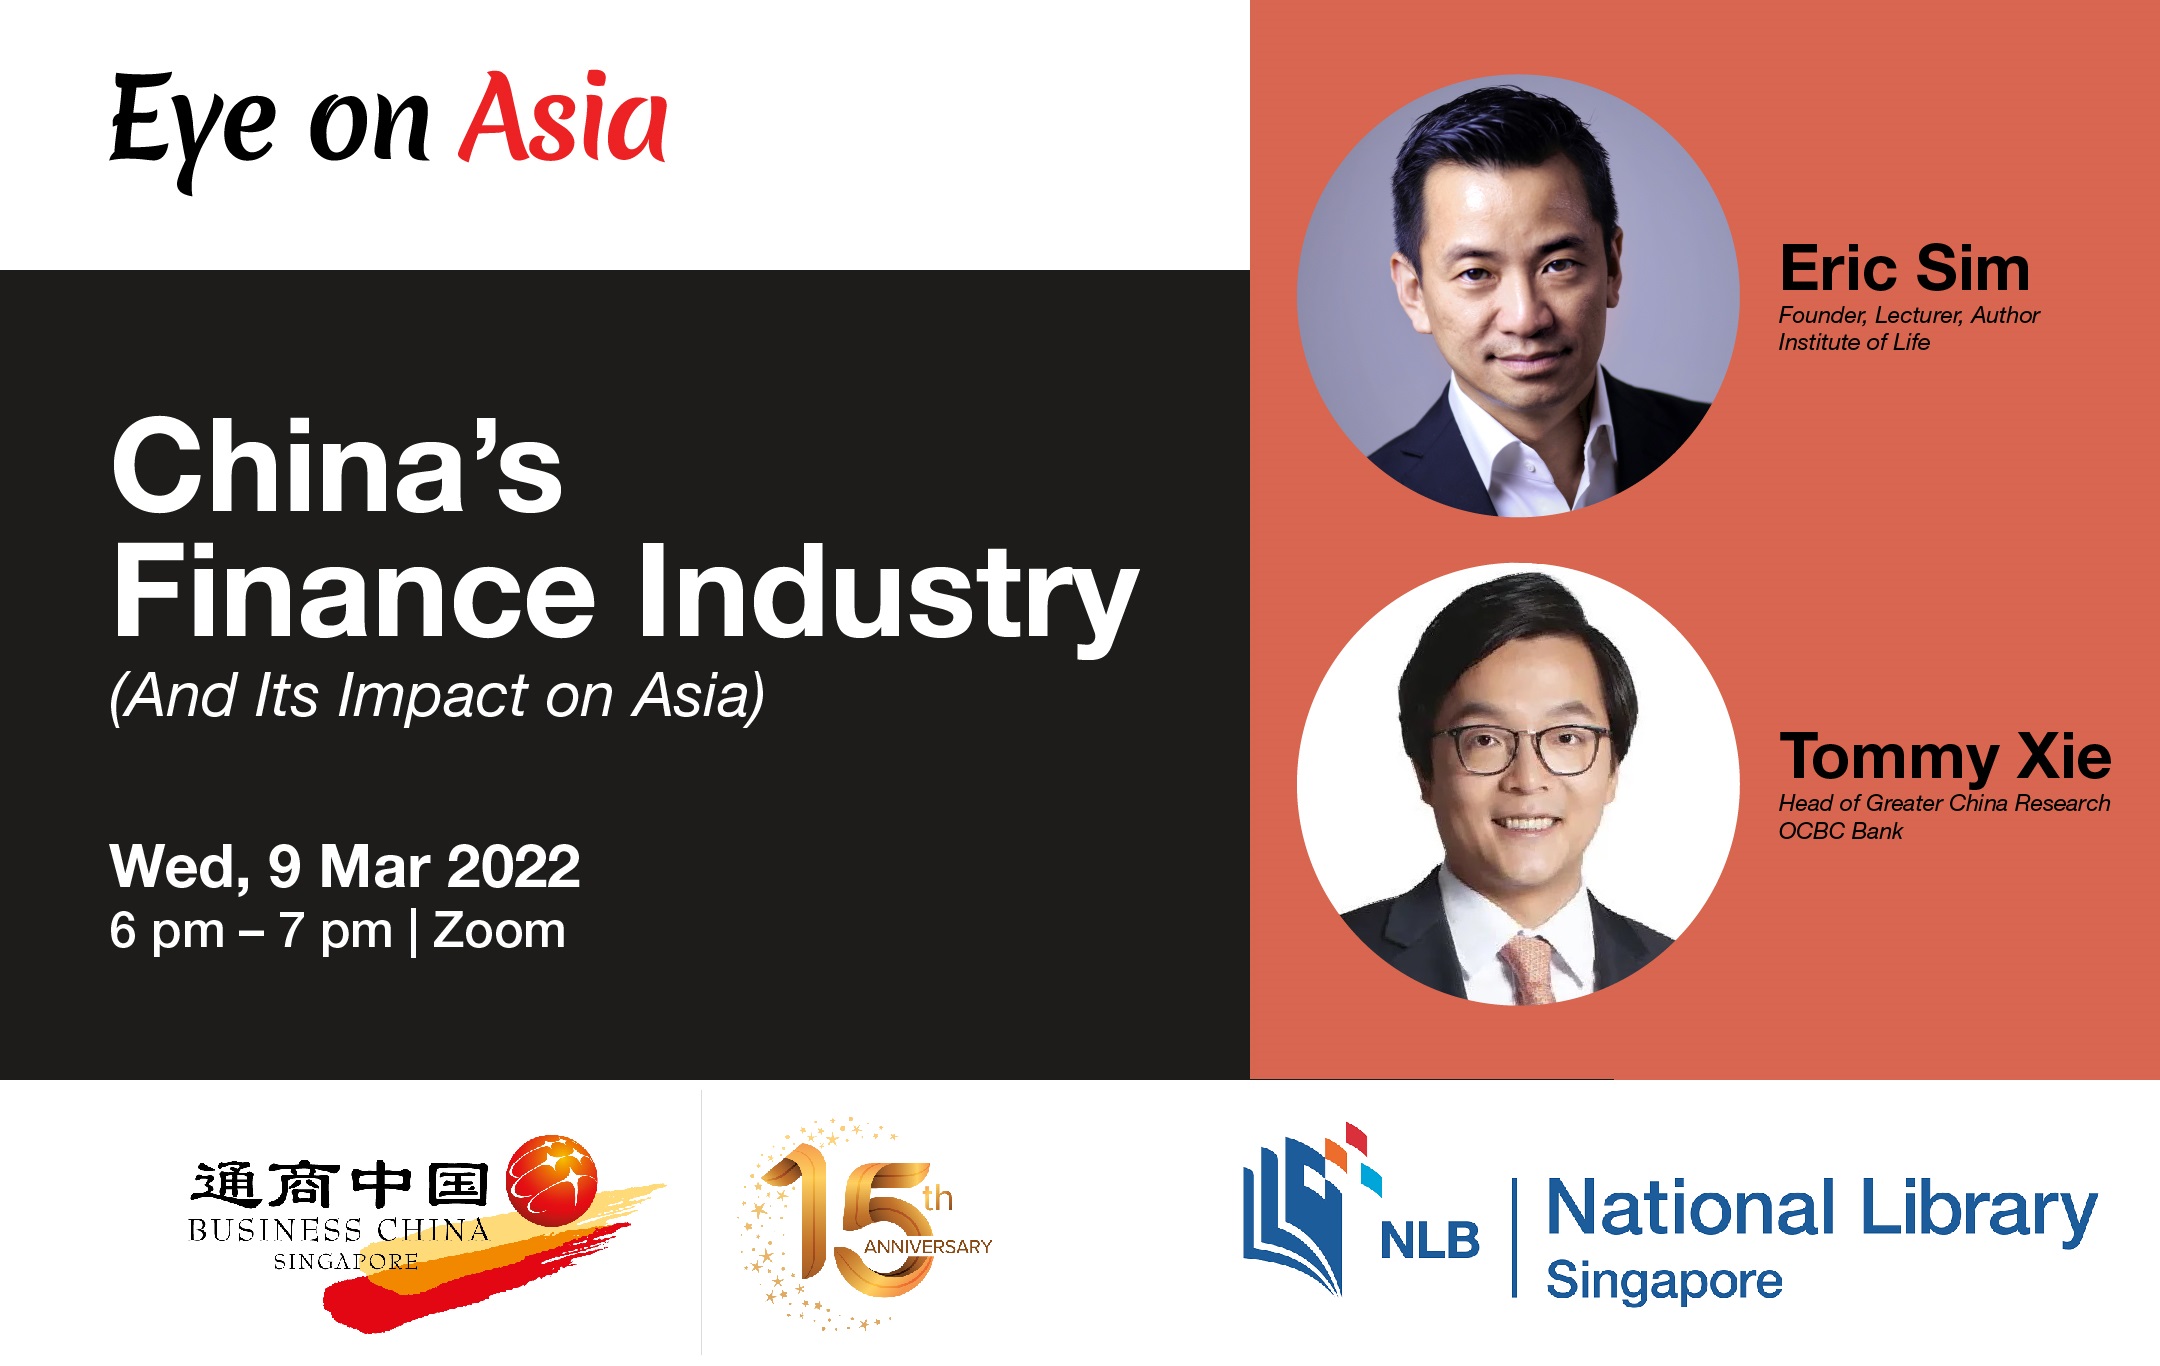 Eye on Asia
China’s
Finance Industry
(And Its Impact on Asia)
Wed, 9 Mar 2022
6 pm – 7 pm | Zoom
Eric Sim
Founder, Lecturer, Author
Institute of Life
Tommy Xie
Head of Greater China Research
OCBC Bank
通商中国
BUSINESS CHINA
SINGAPORE
15th
ANNIVERSARY
NLB
National Library
Singapore